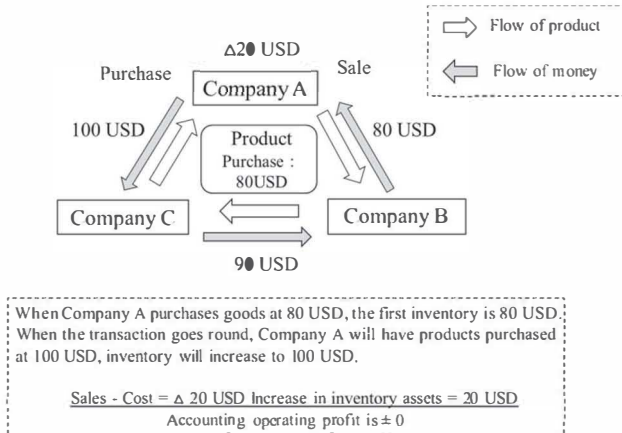 Flow of product
Flow of money
△20 USD
Purchase
Sale
Company A
100 USD
80 USD
Product
Purchase :
80USD
Company C
Company B
90 USD
When Company A purchases goods at 80 USD, the first inventory is 80 USD.
When the transaction goes round, Company A will have products purchased
at 100 USD, inventory will increase to 100 USD.
Sales - Cost = △ 20 USD Increase in inventory assets = 20 USD
Accounting operating profit is ± 0